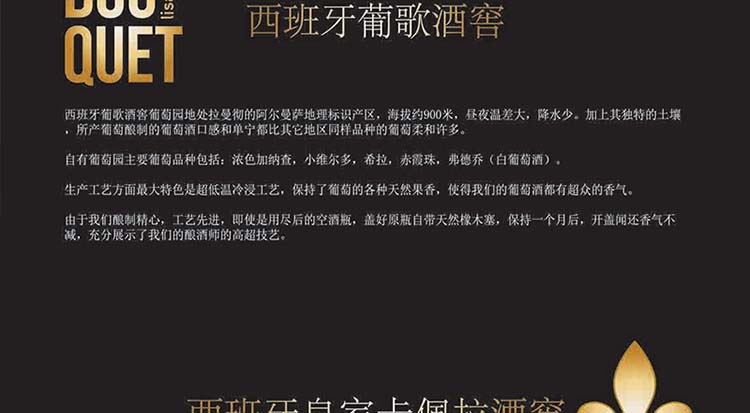 QUET
西班牙葡歌酒窖
西班牙葡歌酒窖葡萄园地处拉曼彻的阿尔曼萨地理标识产区，海拔约900米，昼夜温差大，降水少。加上其独特的土壤
，所产葡萄酿制的葡萄酒口感和单宁都比其它地区同样品种的葡萄柔和许多。
自有葡萄园主要葡萄品种包括：浓色加纳查，小维尔多，希拉，赤霞珠，弗德乔（白葡萄酒）。
生产工艺方面最大特色是超低温冷浸工艺，保持了葡萄的各种天然果香，使得我们的葡萄酒都有超众的香气。
由于我们酿制精心，工艺先进，即使是用尽后的空酒瓶，盖好原瓶自带天然橡木塞，保持一个月后，开盖闻还香气不
减，充分展示了我们的酿酒师的高超技艺。
西班牙皇家卡佩拉酒窖